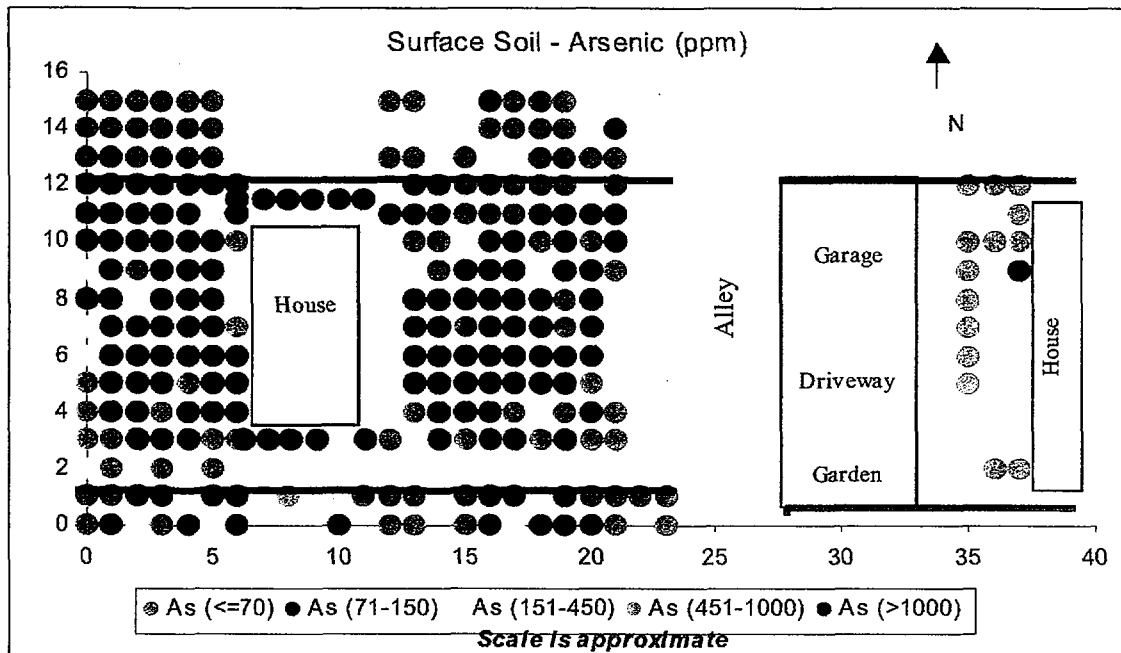 Surface Soil - Arsenic (ppm)
16
14
12
10
8
6
4
2
0
N
House
Alley
Garage
Driveway
Garden
House
0 5 10 15 20 25 30 35 40
As (<=70) As (71-150) As (151-450) As (451-1000) As (>1000)
Scale is approximate